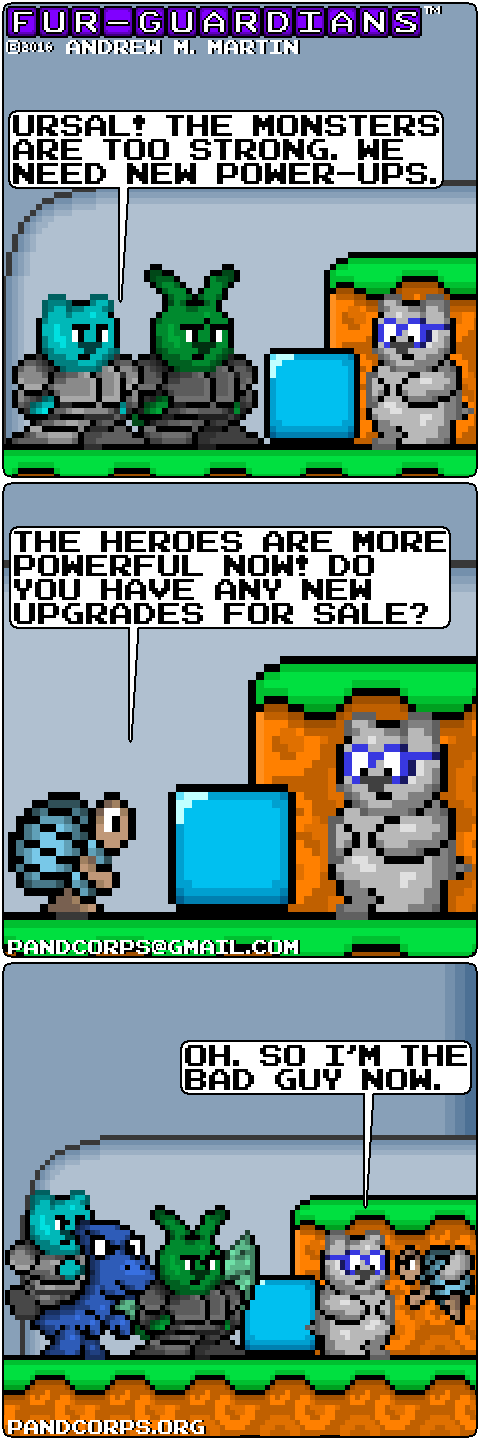 FUR-GUARDIANS™
©2016 ANDREW M. MARTIN
URSAL! THE MONSTERS
ARE TOO STRONG. WE
NEED NEW POWER-UPS.
THE HEROES ARE MORE
POWERFUL NOW! DO
YOU HAVE ANY NEW
UPGRADES FOR SALE?
PANDCORPS@GMAIL.COM
OH. SO I'M THE
BAD GUY NOW.
PANDCORPS.ORG